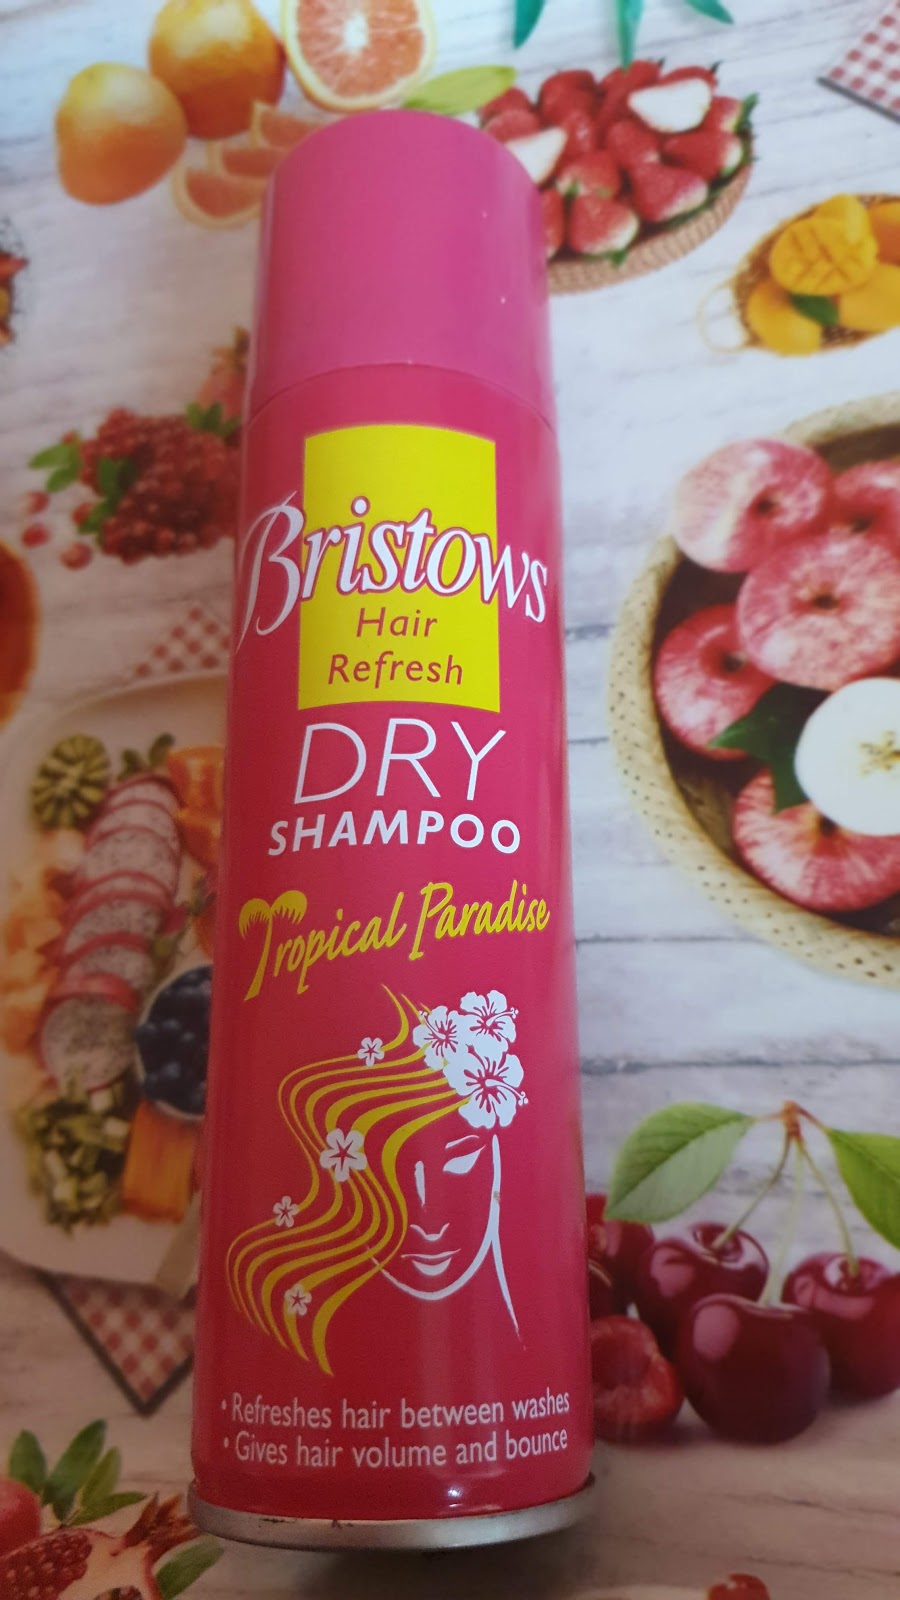 Bristows
Hair
Refresh
DRY
SHAMPOO
Tropical Paradise
• Refreshes hair between washes
• Gives hair volume and bounce